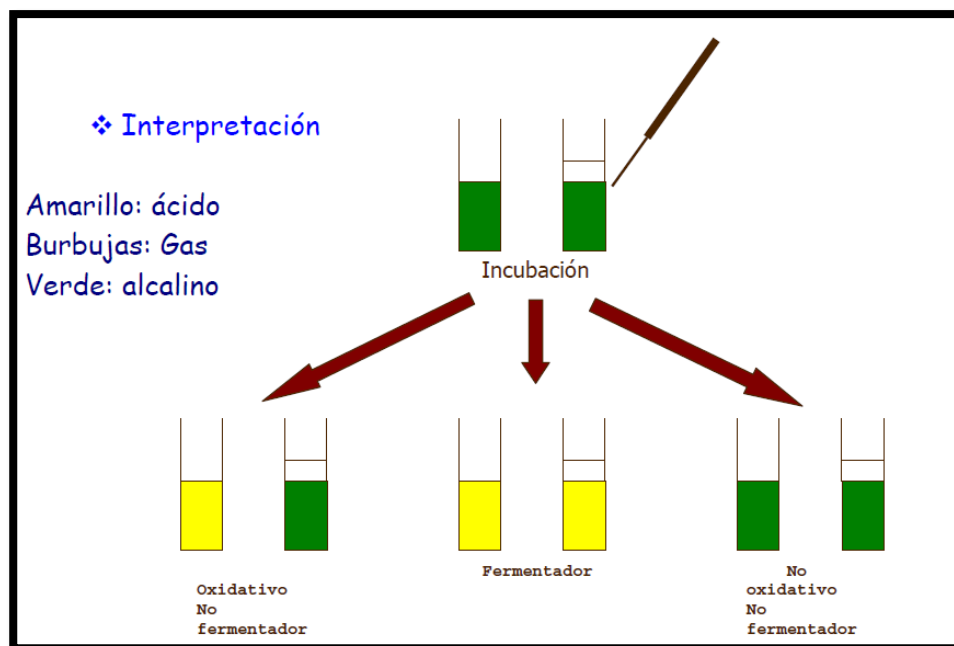 ❖ Interpretación
Amarillo: ácido
Burbujas: Gas
Verde: alcalino
Incubación
Oxidativo
No
fermentador
Fermentador
No
oxidativo
No
fermentador